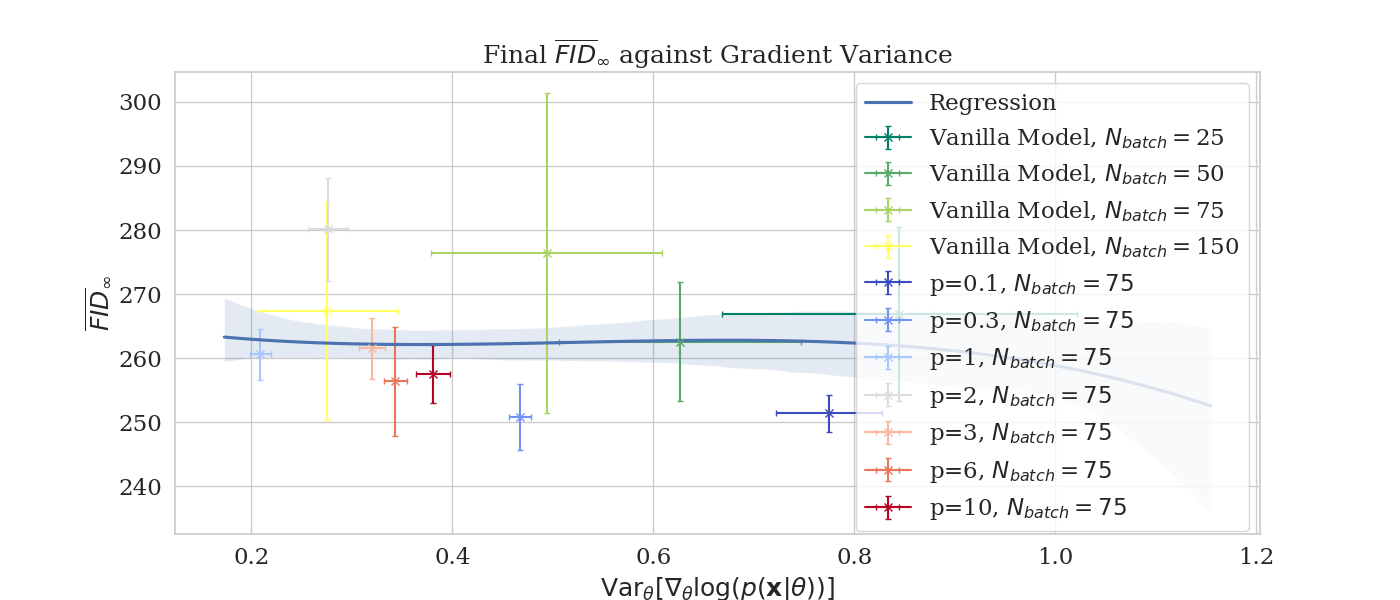 Final $\overline{FID}_\infty$ against Gradient Variance
$\overline{FID}_\infty$
300
290
280
270
260
250
240
0.2 0.4 0.6 0.8 1.0 1.2
Var$_\theta$[∇$_\theta$log(p(**x**|θ))]
Regression
Vanilla Model, $N_{batch} = 25$
Vanilla Model, $N_{batch} = 50$
Vanilla Model, $N_{batch} = 75$
Vanilla Model, $N_{batch} = 150$
p=0.1, $N_{batch} = 75$
p=0.3, $N_{batch} = 75$
p=1, $N_{batch} = 75$
p=2, $N_{batch} = 75$
p=3, $N_{batch} = 75$
p=6, $N_{batch} = 75$
p=10, $N_{batch} = 75$